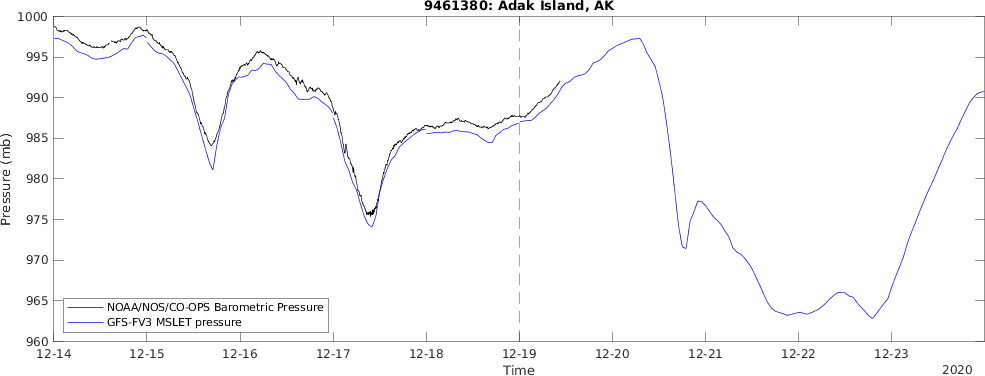 9461380: Adak Island, AK
1000
995
990
985
980
975
970
965
960
Pressure (mb)
NOAA/NOS/CO-OPS Barometric Pressure
GFS-FV3 MSLET pressure
12-14 12-15 12-16 12-17 12-18 12-19 12-20 12-21 12-22 12-23
Time
2020